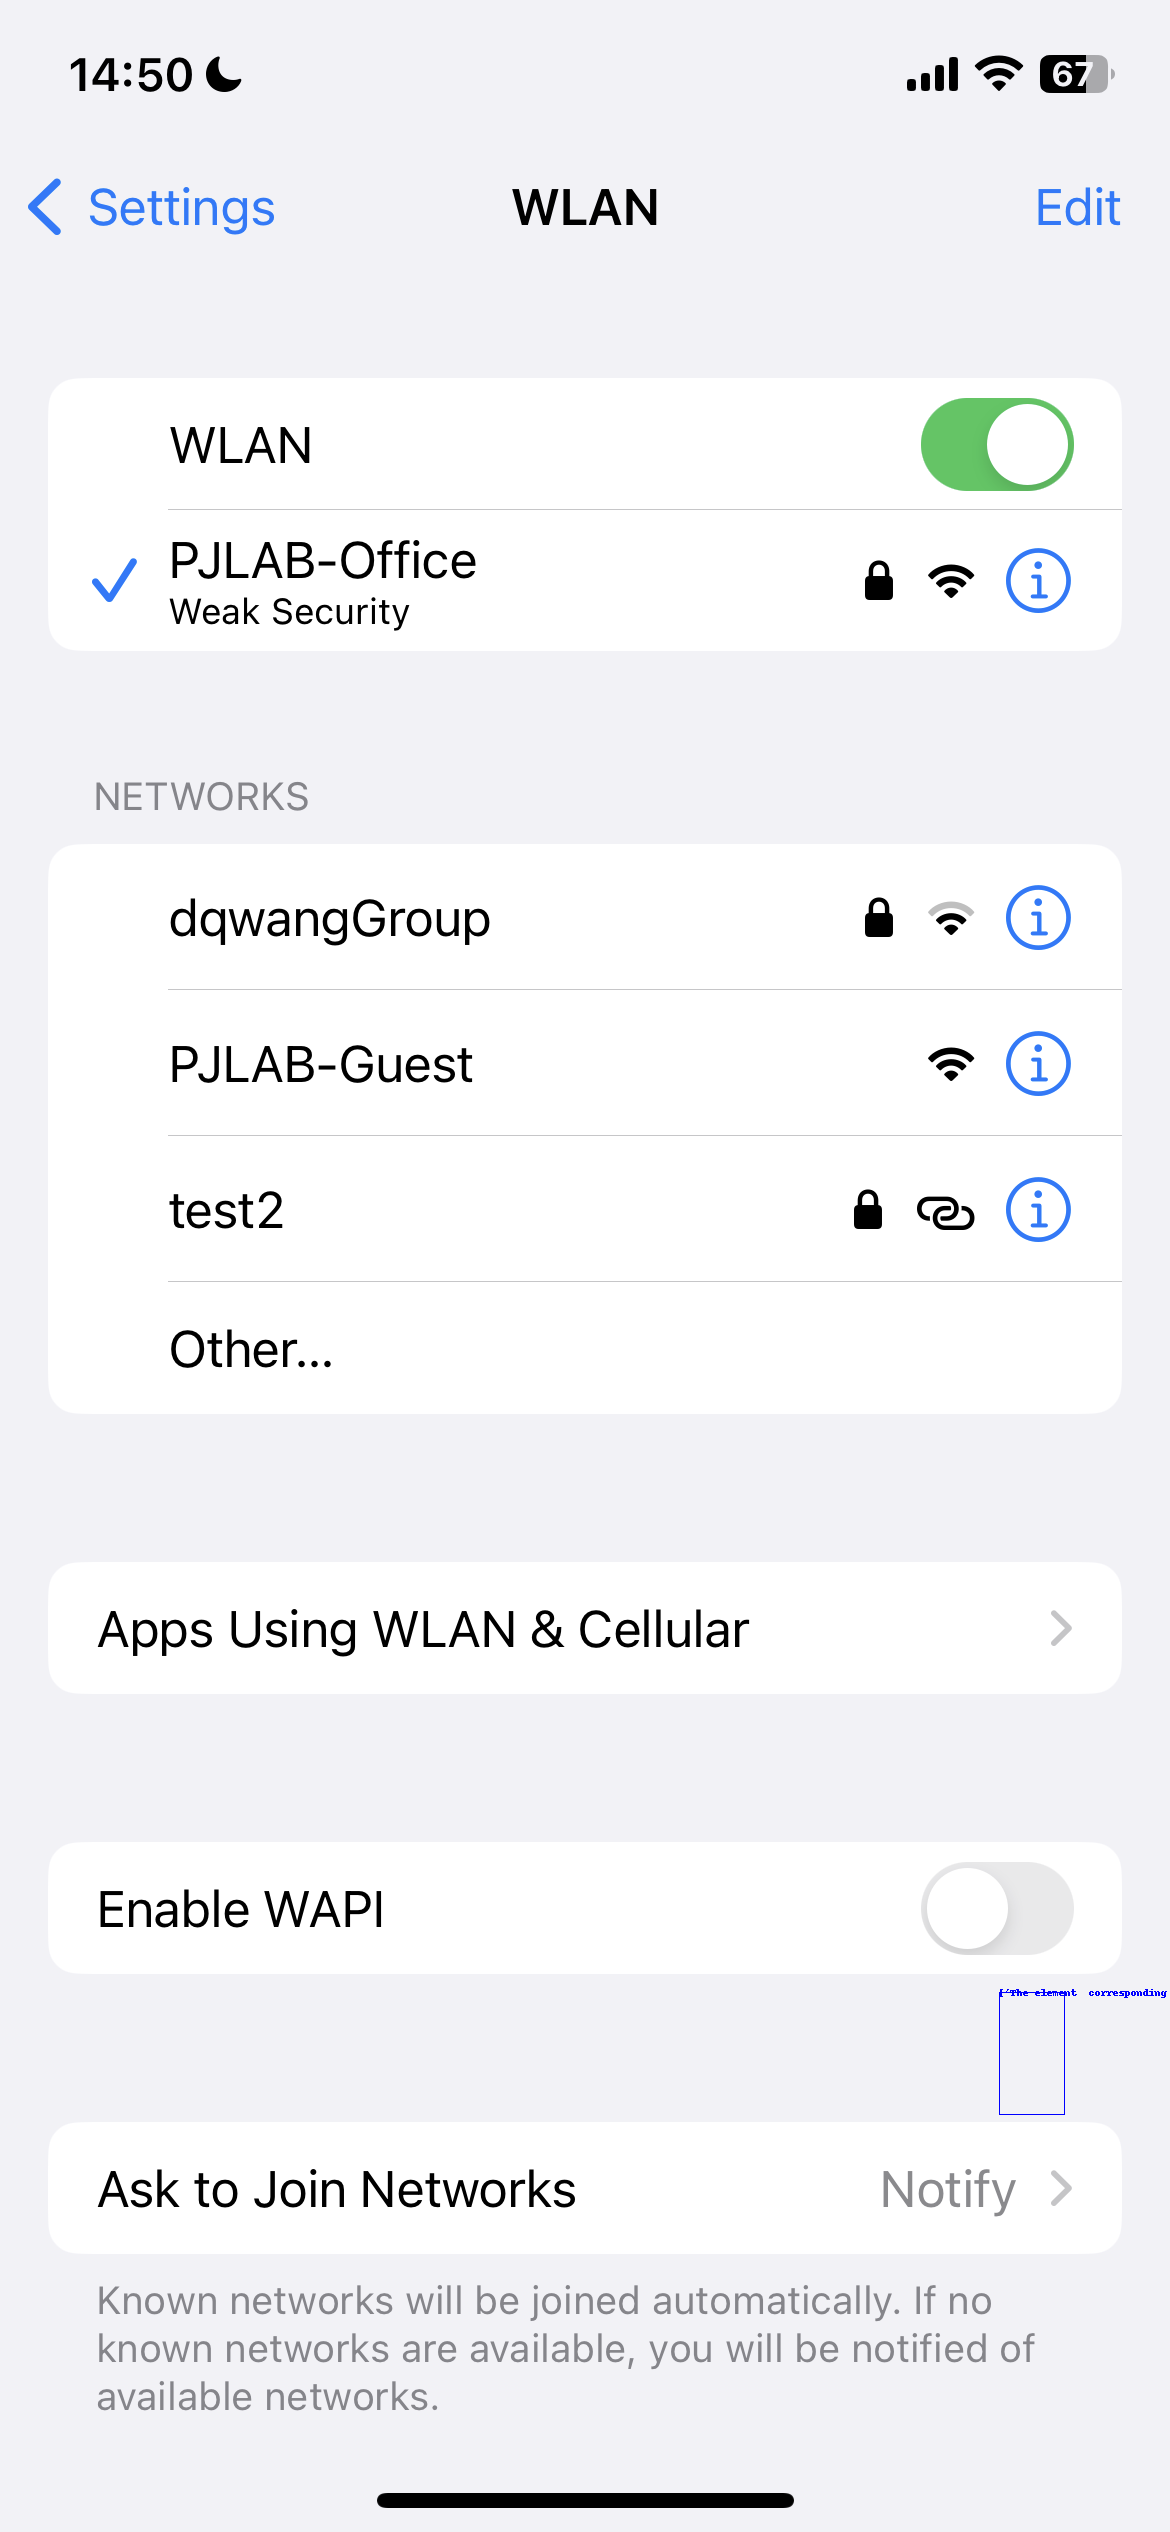 14:50
67
Settings
WLAN
Edit
WLAN
PJLAB-Office
Weak Security
NETWORKS
dqwangGroup
PJLAB-Guest
test2
Other...
Apps Using WLAN & Cellular
Enable WAPI
['The element corresponding
Ask to Join Networks
Notify
Known networks will be joined automatically. If no
known networks are available, you will be notified of
available networks.